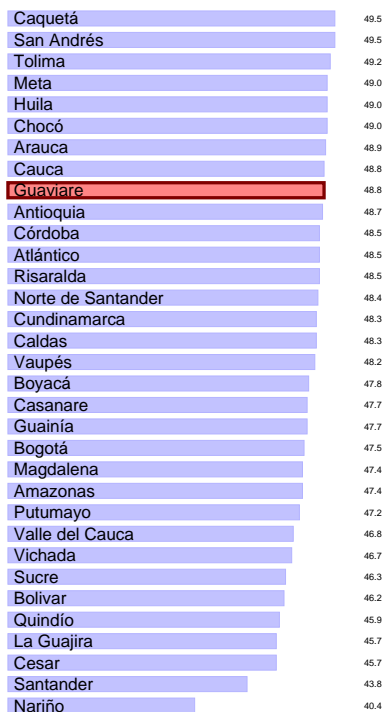 Caquetá 49.5
San Andrés 49.5
Tolima 49.2
Meta 49.0
Huila 49.0
Chocó 49.0
Arauca 48.9
Cauca 48.8
Guaviare 48.8
Antioquia 48.7
Córdoba 48.5
Atlántico 48.5
Risaralda 48.5
Norte de Santander 48.4
Cundinamarca 48.3
Caldas 48.3
Vaupés 48.2
Boyacá 47.8
Casanare 47.7
Guainía 47.7
Bogotá 47.5
Magdalena 47.4
Amazonas 47.4
Putumayo 47.2
Valle del Cauca 46.8
Vichada 46.7
Sucre 46.3
Bolivar 46.2
Quindío 45.9
La Guajira 45.7
Cesar 45.7
Santander 43.8
Nariño 40.4